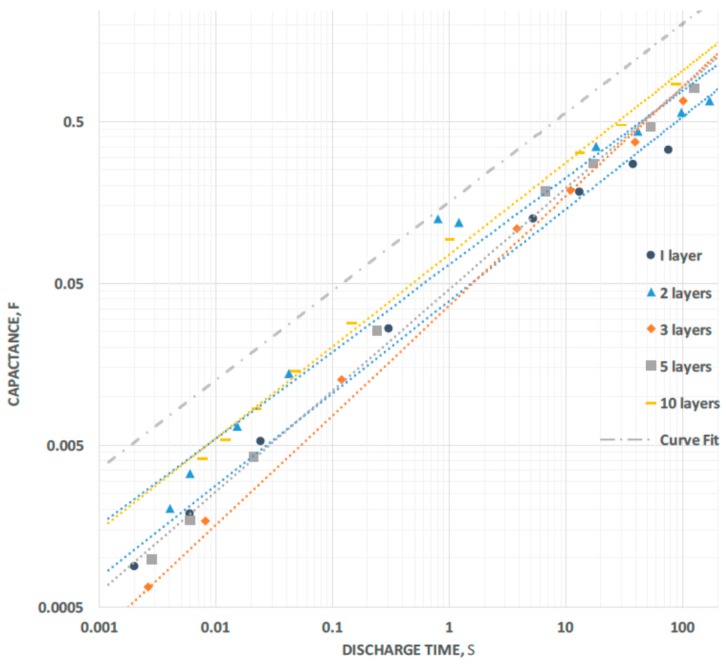 0.5
0.05
0.005
0.0005
CAPACTANCE, F
0.001
0.01
0.1
1
10
100
DISCHARGE TIME, S
I layer
2 layers
3 layers
5 layers
10 layers
Curve Fit